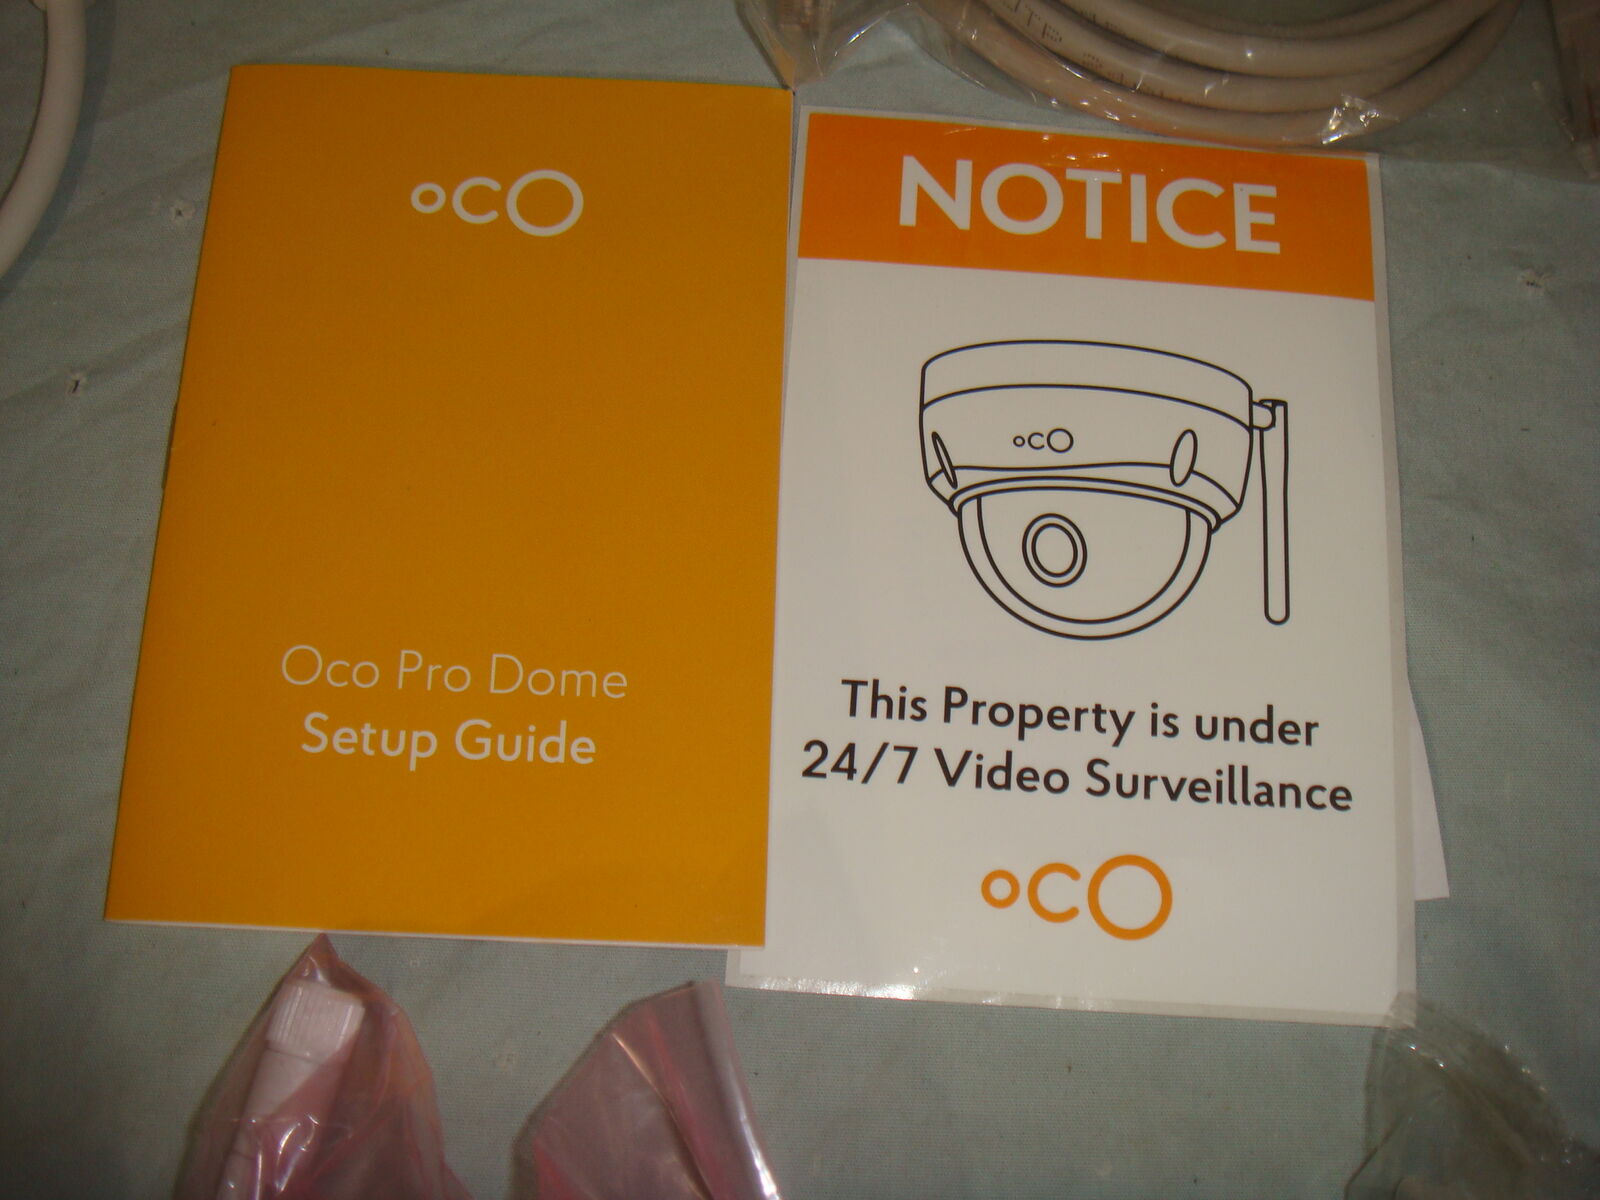 oco
Oco Pro Dome
Setup Guide
NOTICE
oco
This Property is under
24/7 Video Surveillance
oco